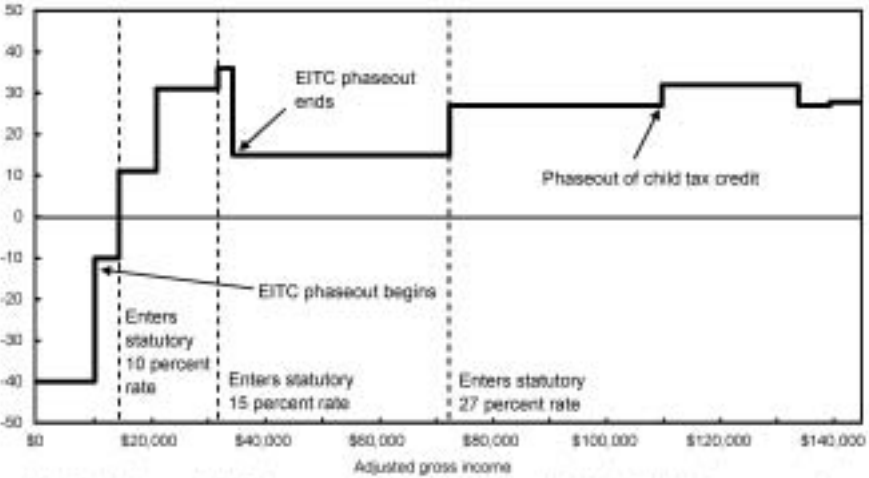 50
40
30
20
10
0
-10
-20
-30
-40
-50
EITC phaseout
ends
Phaseout of child tax credit
EITC phaseout begins
Enters
statutory
10 percent
rate
Enters statutory
15 percent rate
Enters statutory
27 percent rate
$0 $20,000 $40,000 $60,000 $80,000 $100,000 $120,000 $140,000
Adjusted gross income